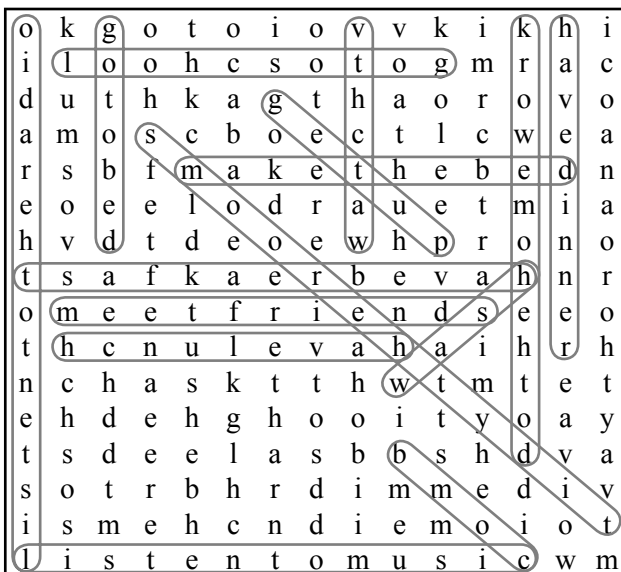 o k g o t o i o v v k i k h i
i l o o h c s o t o g m r a c
d u t h k a g t h a o r o v o
a m o s c b o e c t l c w e a
r s b f m a k e t h e b e d n
e o e e l o d r a u e t m i a
h v d t d e o e w h p r o n o
t s a f k a e r b e v a h n r
o m e e t f r i e n d s e e o
t h c n u l e v a h a i h r h
n c h a s k t t h w t m t e t
e h d e h g h o o i t y o a y
t s d e e l a s b b s h d v a
s o t r b h r d i m m e d i v
i s m e h c n d i e m o i o t
l i s t e n t o m u s i c w m